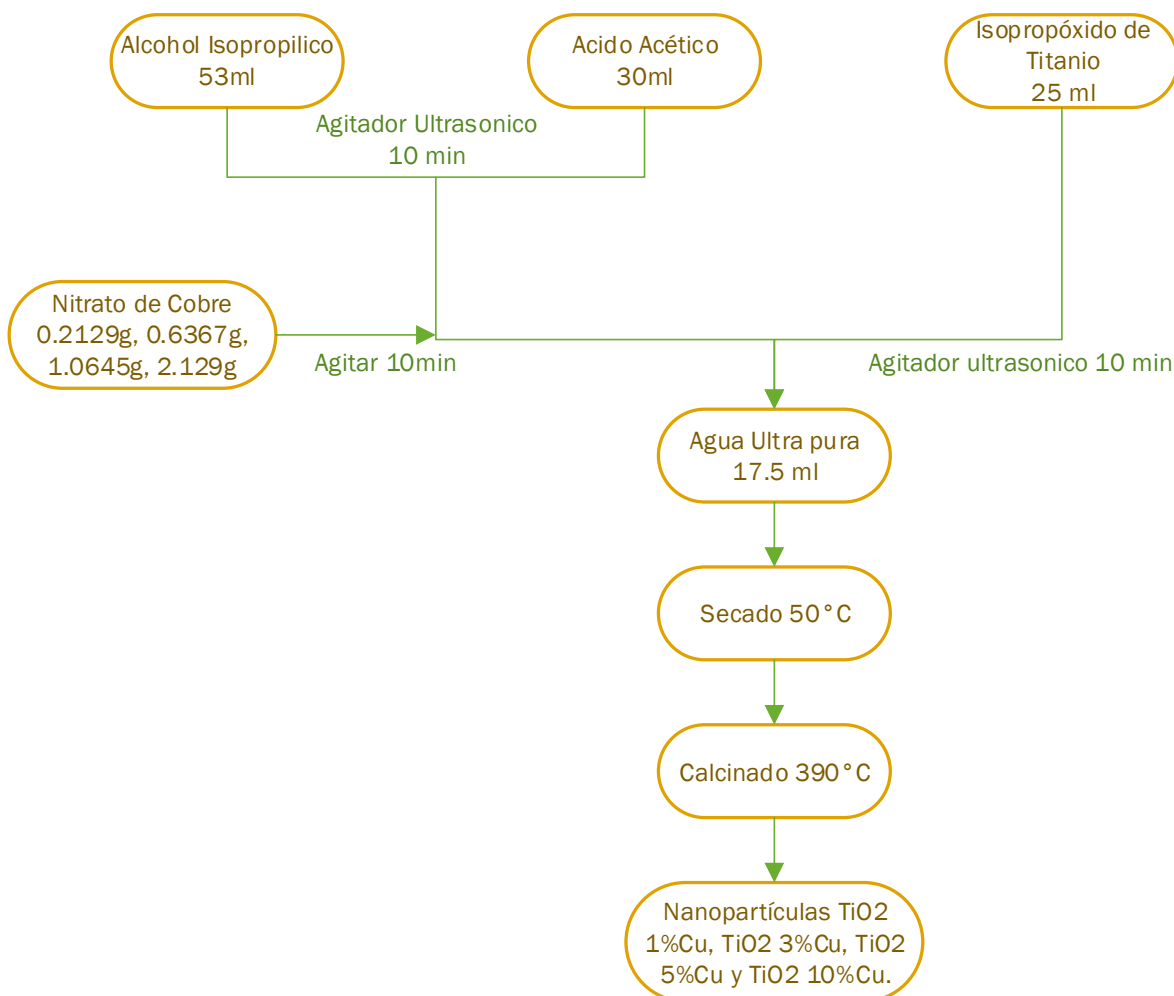 Alcohol Isopropilico
53ml
Acido Acético
30ml
Isopropóxido de
Titanio
25 ml
Agitador Ultrasonico
10 min
Nitrato de Cobre
0.2129g, 0.6367g,
1.0645g, 2.129g
Agitar 10min
Agitador ultrasonico 10 min
Agua Ultra pura
17.5 ml
Secado 50°C
Calcinado 390°C
Nanopartículas TiO2
1%Cu, TiO2 3%Cu, TiO2
5%Cu y TiO2 10%Cu.